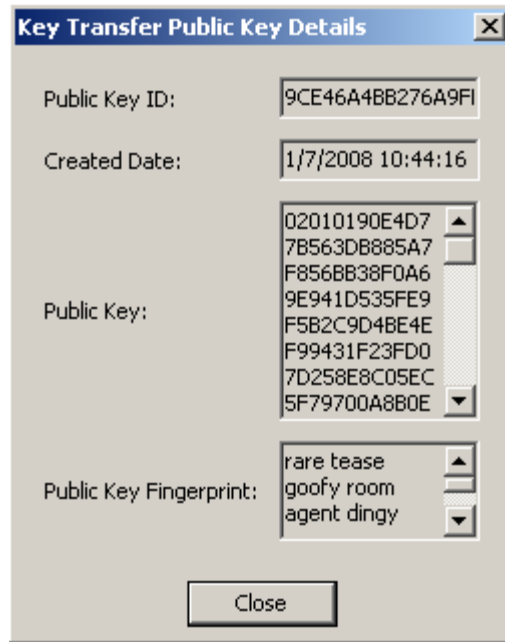 Key Transfer Public Key Details
Public Key ID:
9CE46A4BB276A9F
Created Date:
1/7/2008 10:44:16
Public Key:
02010190E4D7
7B563DB885A7
F856BB38F0A6
9E941D535FE9
F5B2C9D4BE4E
F99431F23FD0
7D258E8C05EC
5F79700A8B0E
Public Key Fingerprint:
rare tease
goofy room
agent dingy
Close